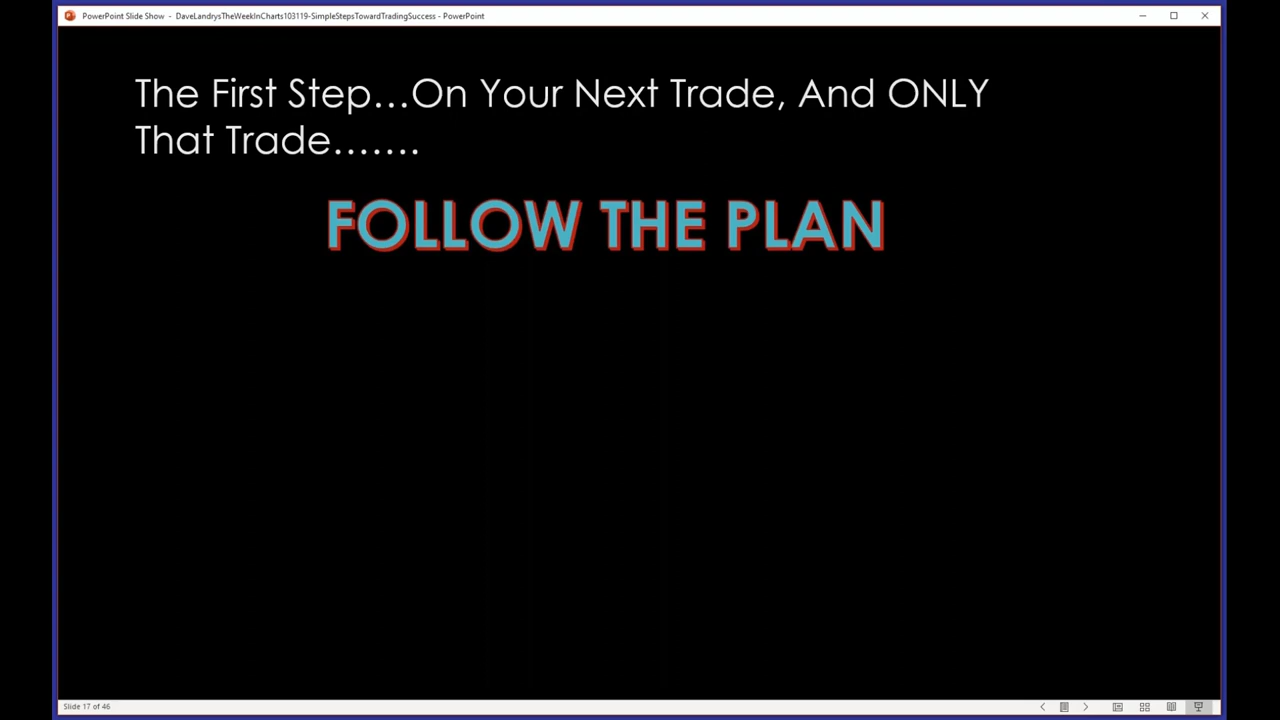 PowerPoint Slide Show - DaveLandrysTheWeekInCharts103119-SimpleStepsTowardTradingSuccess - PowerPoint
The First Step...On Your Next Trade, And ONLY
That Trade.......
FOLLOW THE PLAN
Slide 17 of 46